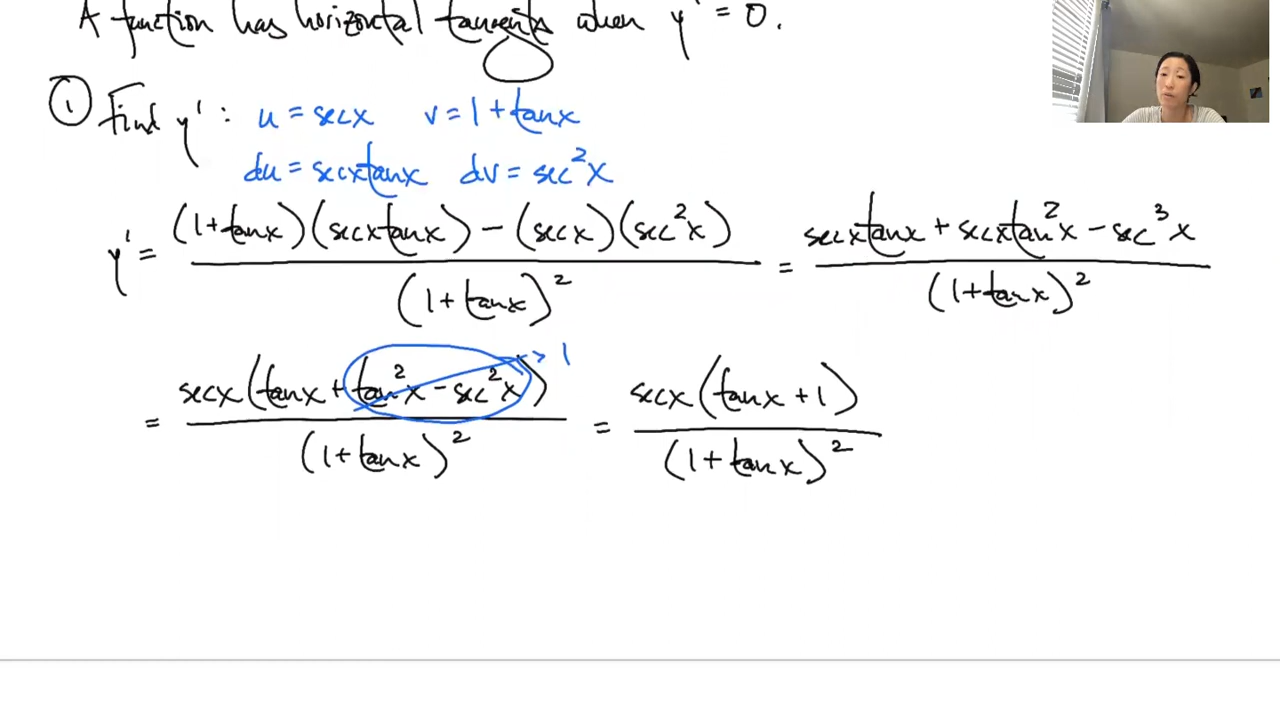 A function has horizontal tangents when y' = 0.
① Find y': u = secx v = 1 + tanx
du = secxtanx dv = sec²x
y' = (1+tanx)(secxtanx) − (secx)(sec²x) / (1+tanx)² = secxtanx + secxtan²x − sec³x / (1+tanx)²
= secx(tanx + tan²x − sec²x) / (1+tanx)² = secx(tanx + 1) / (1+tanx)²
> 1